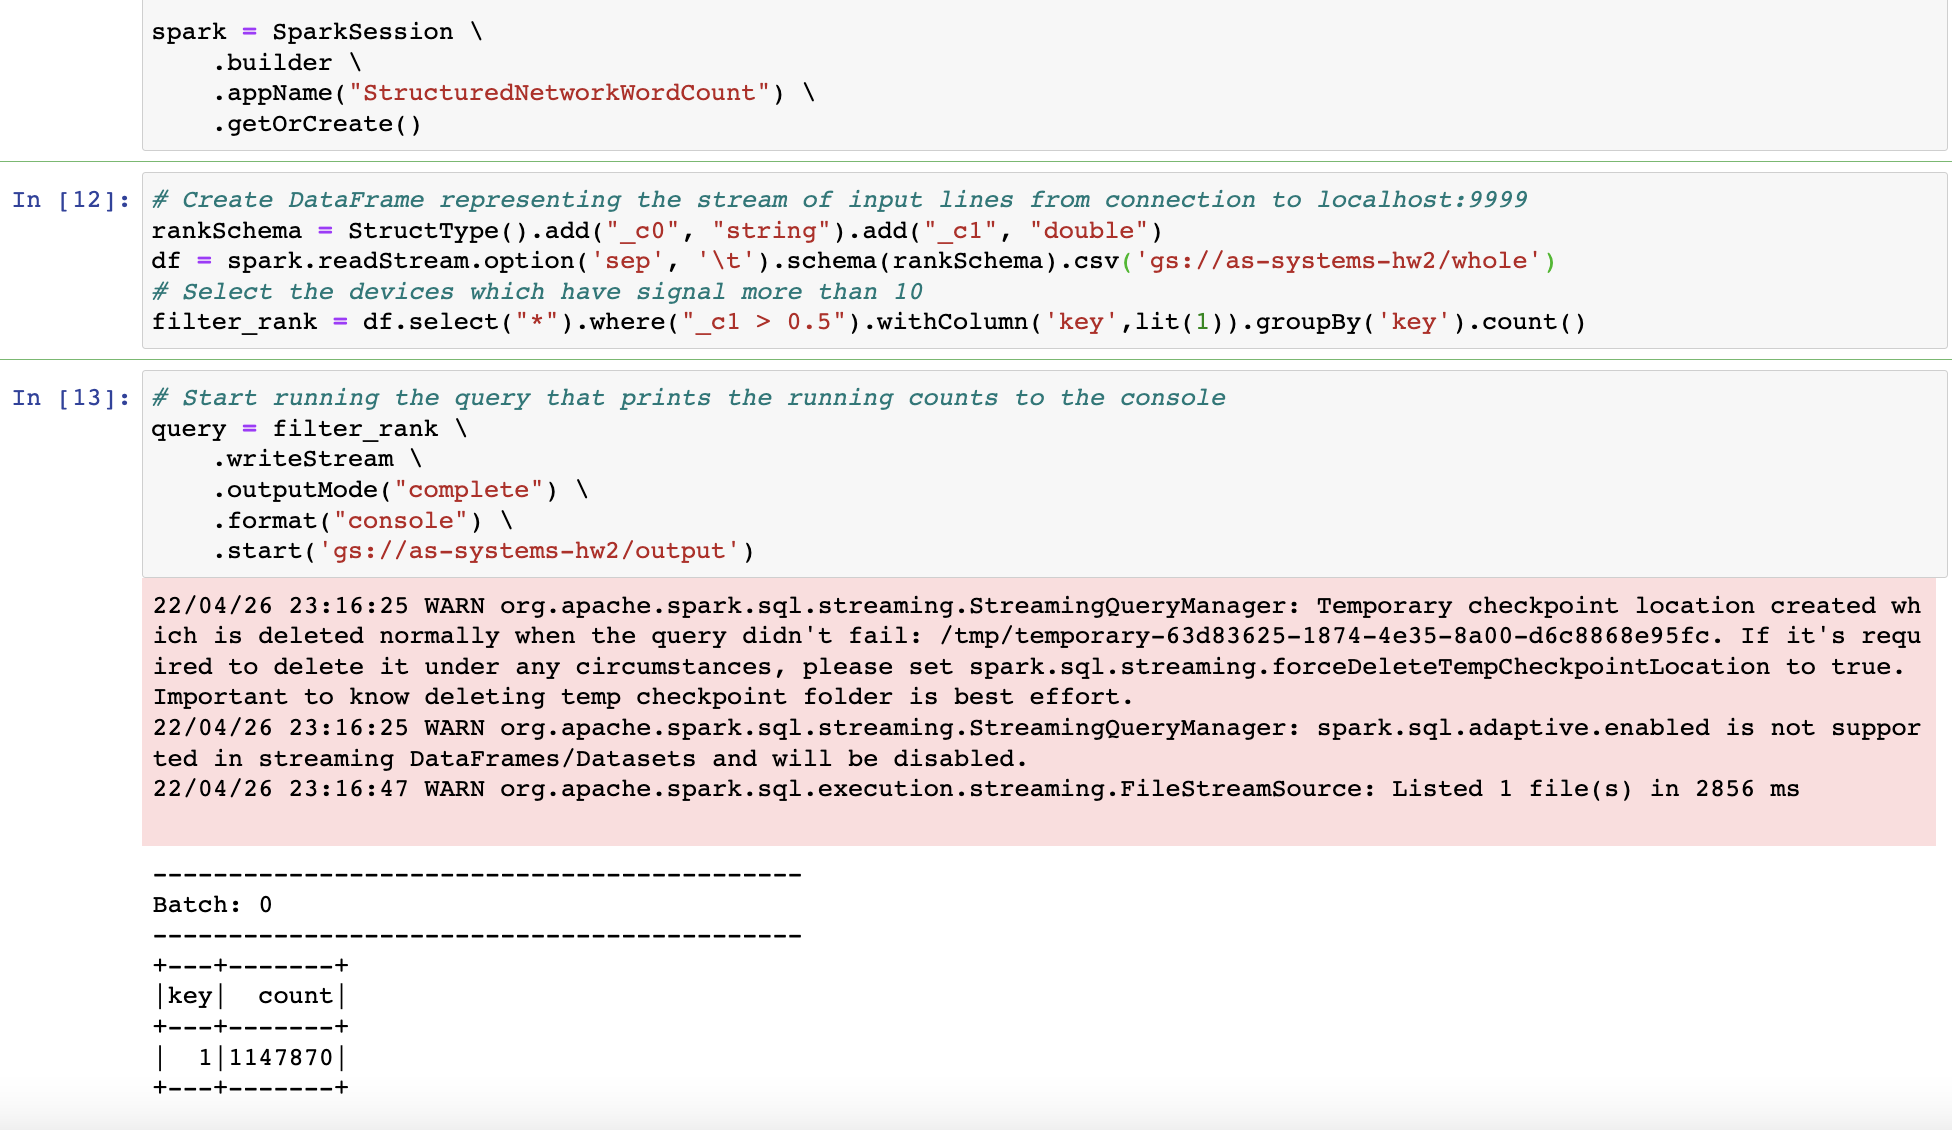 spark = SparkSession \
    .builder \
    .appName("StructuredNetworkWordCount") \
    .getOrCreate()
In [12]:
# Create DataFrame representing the stream of input lines from connection to localhost:9999
rankSchema = StructType().add("_c0", "string").add("_c1", "double")
df = spark.readStream.option('sep', '\t').schema(rankSchema).csv('gs://as-systems-hw2/whole')
# Select the devices which have signal more than 10
filter_rank = df.select("*").where("_c1 > 0.5").withColumn('key',lit(1)).groupBy('key').count()
In [13]:
# Start running the query that prints the running counts to the console
query = filter_rank \
    .writeStream \
    .outputMode("complete") \
    .format("console") \
    .start('gs://as-systems-hw2/output')
22/04/26 23:16:25 WARN org.apache.spark.sql.streaming.StreamingQueryManager: Temporary checkpoint location created wh
ich is deleted normally when the query didn't fail: /tmp/temporary-63d83625-1874-4e35-8a00-d6c8868e95fc. If it's requ
ired to delete it under any circumstances, please set spark.sql.streaming.forceDeleteTempCheckpointLocation to true.
Important to know deleting temp checkpoint folder is best effort.
22/04/26 23:16:25 WARN org.apache.spark.sql.streaming.StreamingQueryManager: spark.sql.adaptive.enabled is not suppor
ted in streaming DataFrames/Datasets and will be disabled.
22/04/26 23:16:47 WARN org.apache.spark.sql.execution.streaming.FileStreamSource: Listed 1 file(s) in 2856 ms
-------------------------------------------
Batch: 0
-------------------------------------------
+---+-------+
|key|  count|
+---+-------+
|  1|1147870|
+---+-------+